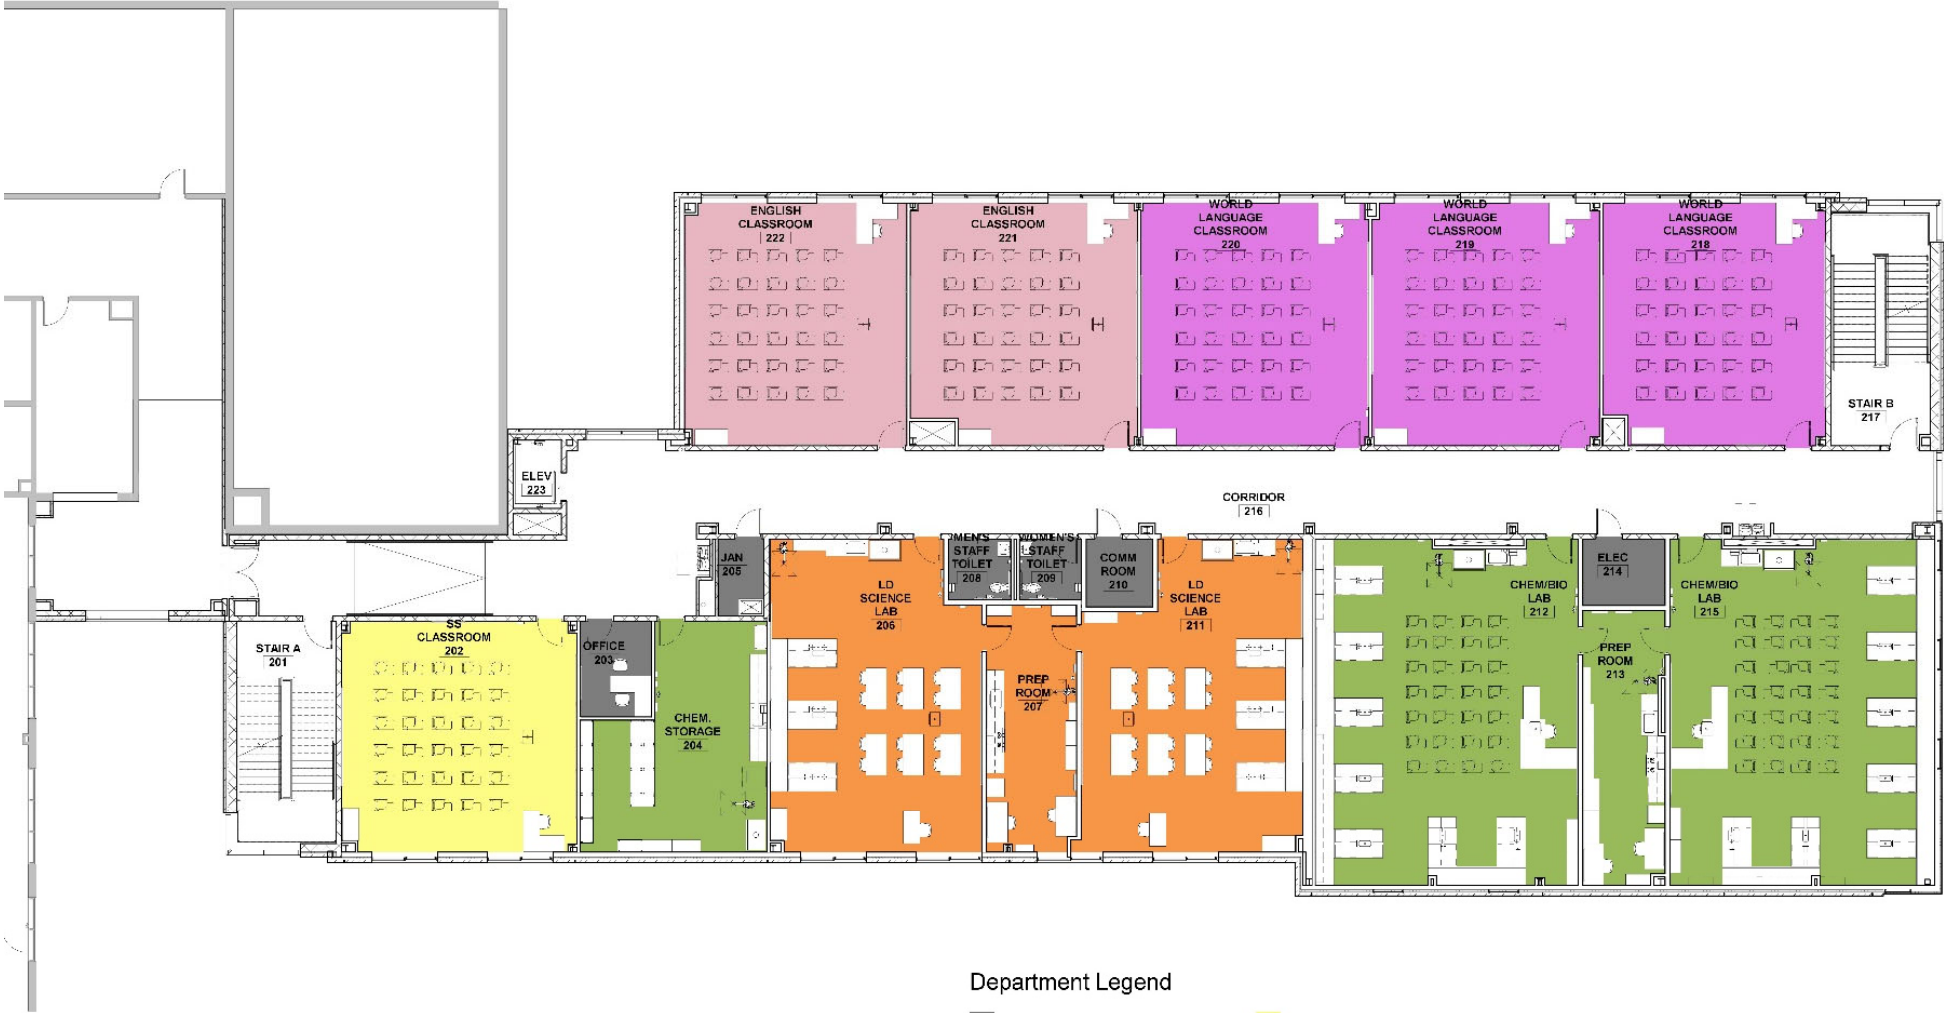 ENGLISH
CLASSROOM
222
ENGLISH
CLASSROOM
221
WORLD
LANGUAGE
CLASSROOM
220
WORLD
LANGUAGE
CLASSROOM
219
WORLD
LANGUAGE
CLASSROOM
218
STAIR B
217
ELEV
223
CORRIDOR
216
JAN
205
LD
SCIENCE
LAB
206
MEN'S
STAFF
TOILET
208
WOMEN'S
STAFF
TOILET
209
COMM
ROOM
210
LD
SCIENCE
LAB
211
CHEM/BIO
LAB
212
ELEC
214
CHEM/BIO
LAB
215
STAIR A
201
SS
CLASSROOM
202
OFFICE
203
CHEM.
STORAGE
204
PREP
ROOM
207
PREP
ROOM
213
Department Legend